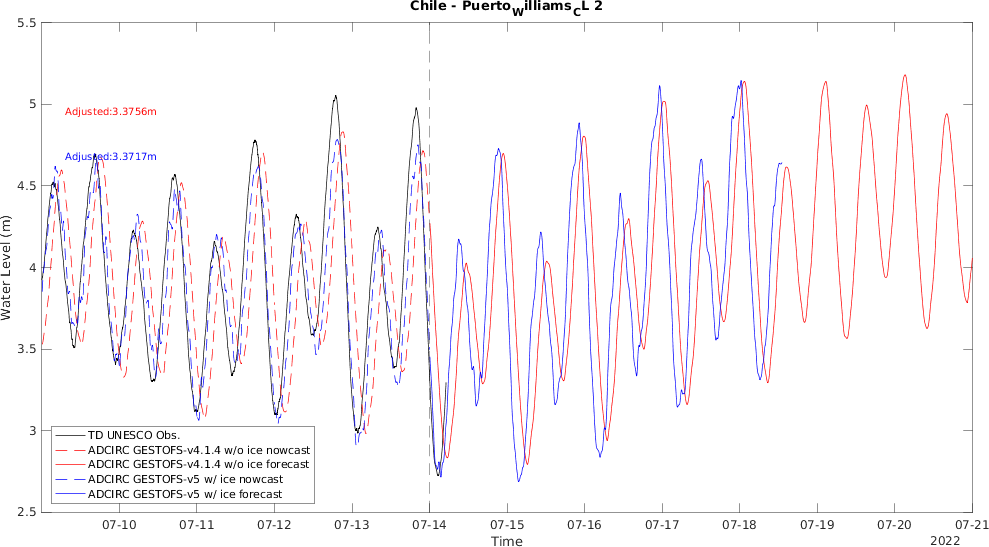 Chile - PuertoWilliamsCL 2
Water Level (m)
5.5
5
4.5
4
3.5
3
2.5
Adjusted:3.3756m
Adjusted:3.3717m
TD UNESCO Obs.
ADCIRC GESTOFS-v4.1.4 w/o ice nowcast
ADCIRC GESTOFS-v4.1.4 w/o ice forecast
ADCIRC GESTOFS-v5 w/ ice nowcast
ADCIRC GESTOFS-v5 w/ ice forecast
07-10 07-11 07-12 07-13 07-14 07-15 07-16 07-17 07-18 07-19 07-20 07-21
Time
2022